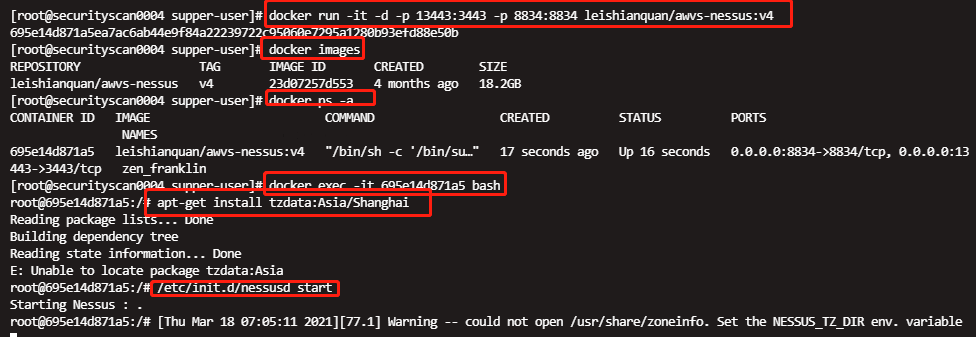 [root@securityscan0004 supper-user]# docker run -it -d -p 13443:3443 -p 8834:8834 leishianquan/awvs-nessus:v4
695e14d871a5ea7ac6ab44e9f84a22239722c95060e7295a1280b93efd88e50b
[root@securityscan0004 supper-user]# docker images
REPOSITORY TAG IMAGE ID CREATED SIZE
leishianquan/awvs-nessus v4 23d07257d553 4 months ago 18.2GB
[root@securityscan0004 supper-user]# docker ps -a
CONTAINER ID IMAGE COMMAND CREATED STATUS PORTS
NAMES
695e14d871a5 leishianquan/awvs-nessus:v4 "/bin/sh -c '/bin/su…" 17 seconds ago Up 16 seconds 0.0.0.0:8834->8834/tcp, 0.0.0.0:13
443->3443/tcp zen_franklin
[root@securityscan0004 supper-user]# docker exec -it 695e14d871a5 bash
root@695e14d871a5:/# apt-get install tzdata:Asia/Shanghai
Reading package lists... Done
Building dependency tree
Reading state information... Done
E: Unable to locate package tzdata:Asia
root@695e14d871a5:/# /etc/init.d/nessusd start
Starting Nessus : .
root@695e14d871a5:/# [Thu Mar 18 07:05:11 2021][77.1] Warning -- could not open /usr/share/zoneinfo. Set the NESSUS_TZ_DIR env. variable